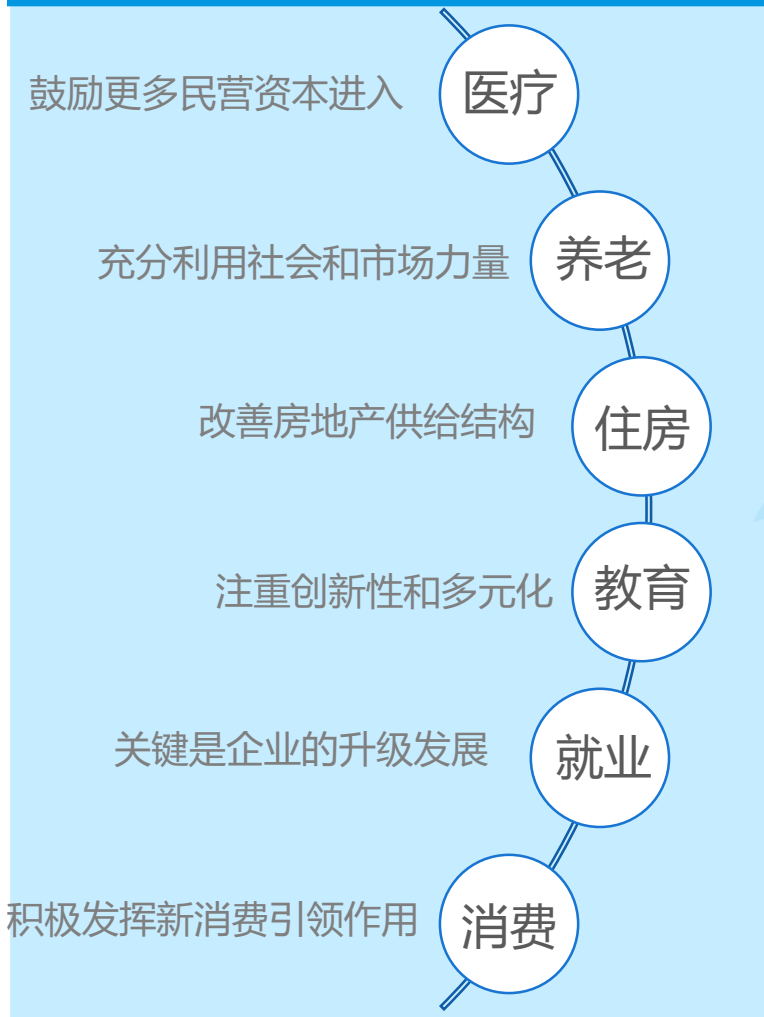 鼓励更多民营资本进入 医疗
充分利用社会和市场力量 养老
改善房地产供给结构 住房
注重创新性和多元化 教育
关键是企业的升级发展 就业
积极发挥新消费引领作用 消费